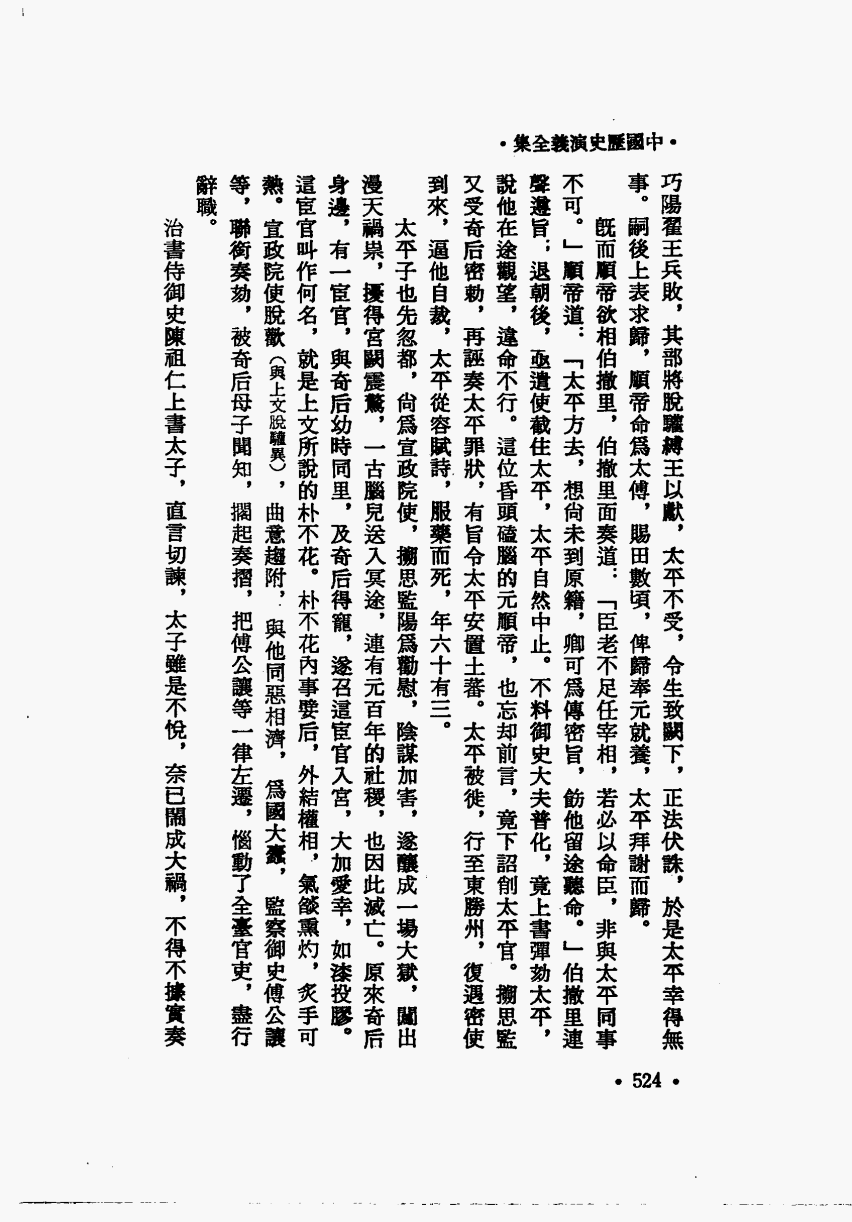 •中國歷史演義全集•
巧陽翟王兵敗，其部將脫驩縛王以獻，太平不受，令生致闕下，正法伏誅，於是太平幸得無
事。嗣後上表求歸，順帝命爲太傅，賜田數頃，俾歸奉元就養，太平拜謝而歸。
既而順帝欲相伯撒里，伯撒里面奏道：「臣老不足任宰相，若必以命臣，非與太平同事
不可。」順帝道：「太平方去，想尚未到原籍，卿可爲傳密旨，飭他留途聽命。」伯撒里連
聲遵旨；退朝後，亟遣使截住太平，太平自然中止。不料御史大夫普化，竟上書彈劾太平，
說他在途觀望，違命不行。這位昏頭磕腦的元順帝，也忘却前言，竟下詔削太平官。搠思監
又受奇后密勅，再誣奏太平罪狀，有旨令太平安置土蕃。太平被徙，行至東勝州，復遇密使
到來，逼他自裁，太平從容賦詩，服藥而死，年六十有三。
太平子也先忽都，尙爲宣政院使，搠思監陽爲勸慰，陰謀加害，遂釀成一場大獄，闖出
漫天禍祟，擾得宮闕震驚，一古腦兒送入冥途，連有元百年的社稷，也因此滅亡。原來奇后
身邊，有一宦官，與奇后幼時同里，及奇后得寵，遂召這宦官入宮，大加愛幸，如漆投膠。
這宦官叫作何名，就是上文所說的朴不花。朴不花內事嬖后，外結權相，氣燄熏灼，炙手可
熱。宣政院使脫歡（與上文脫驩異），曲意趨附，與他同惡相濟，爲國大蠹，監察御史傅公讓
等，聯銜奏劾，被奇后母子聞知，擱起奏摺，把傅公讓等一律左遷，惱動了全臺官吏，盡行
辭職。
治書侍御史陳祖仁上書太子，直言切諫，太子雖是不悅，奈已鬧成大禍，不得不據實奏
•524•